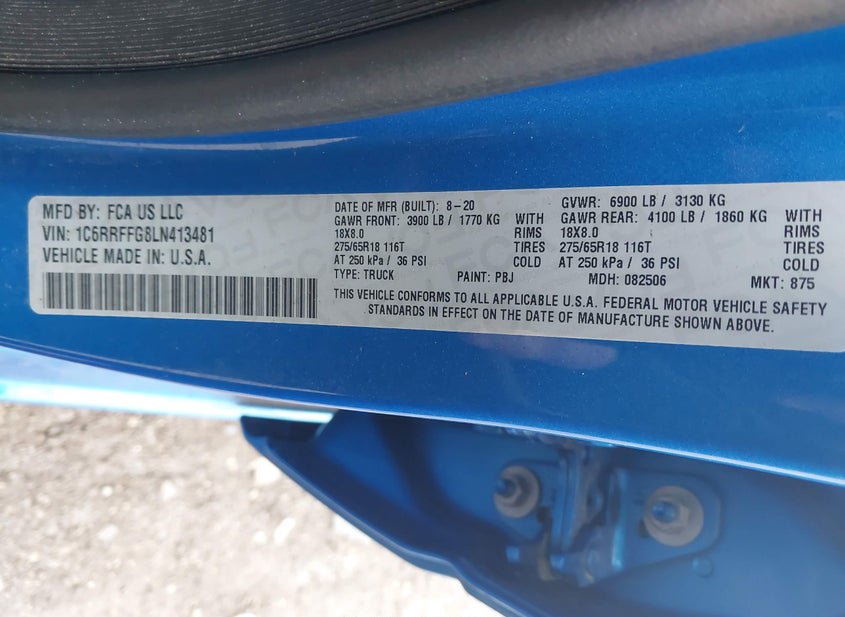 MFD BY: FCA US LLC
VIN: 1C6RRFFG8LN413481
VEHICLE MADE IN: U.S.A.
DATE OF MFR (BUILT): 8-20 GVWR: 6900 LB / 3130 KG
GAWR FRONT: 3900 LB / 1770 KG GAWR REAR: 4100 LB / 1860 KG
18X8.0 RIMS 18X8.0 RIMS
275/65R18 116T 275/65R18 116T
AT 250 kPa / 36 PSI COLD AT 250 kPa / 36 PSI COLD
TYPE: TRUCK PAINT: PBJ MDH: 082506 MKT: 875
THIS VEHICLE CONFORMS TO ALL APPLICABLE U.S.A. FEDERAL MOTOR VEHICLE SAFETY
STANDARDS IN EFFECT ON THE DATE OF MANUFACTURE SHOWN ABOVE.